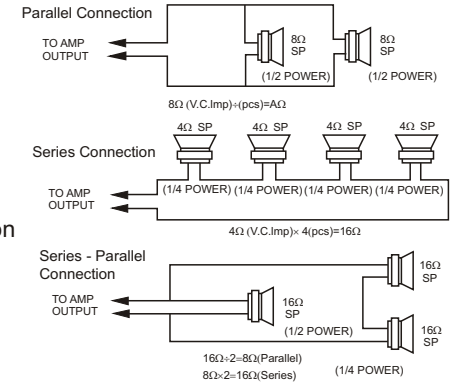 Parallel Connection
TO AMP
OUTPUT
8Ω
SP
(1/2 POWER)
8Ω
SP
(1/2 POWER)
8Ω (V.C.Imp)÷(pcs)=AΩ
Series Connection
4Ω SP 4Ω SP 4Ω SP 4Ω SP
TO AMP
OUTPUT
(1/4 POWER) (1/4 POWER) (1/4 POWER) (1/4 POWER)
4Ω (V.C.Imp)× 4(pcs)=16Ω
on
Series - Parallel
Connection
TO AMP
OUTPUT
16Ω
SP
(1/2 POWER)
16Ω
SP
16Ω
SP
(1/4 POWER)
16Ω÷2=8Ω(Parallel)
8Ω×2=16Ω(Series)